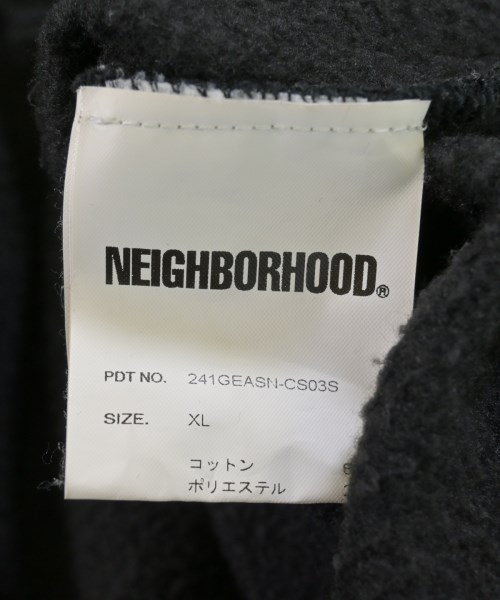 NEIGHBORHOOD®
PDT NO. 241GEASN-CS03S
SIZE. XL
コットン
ポリエステル